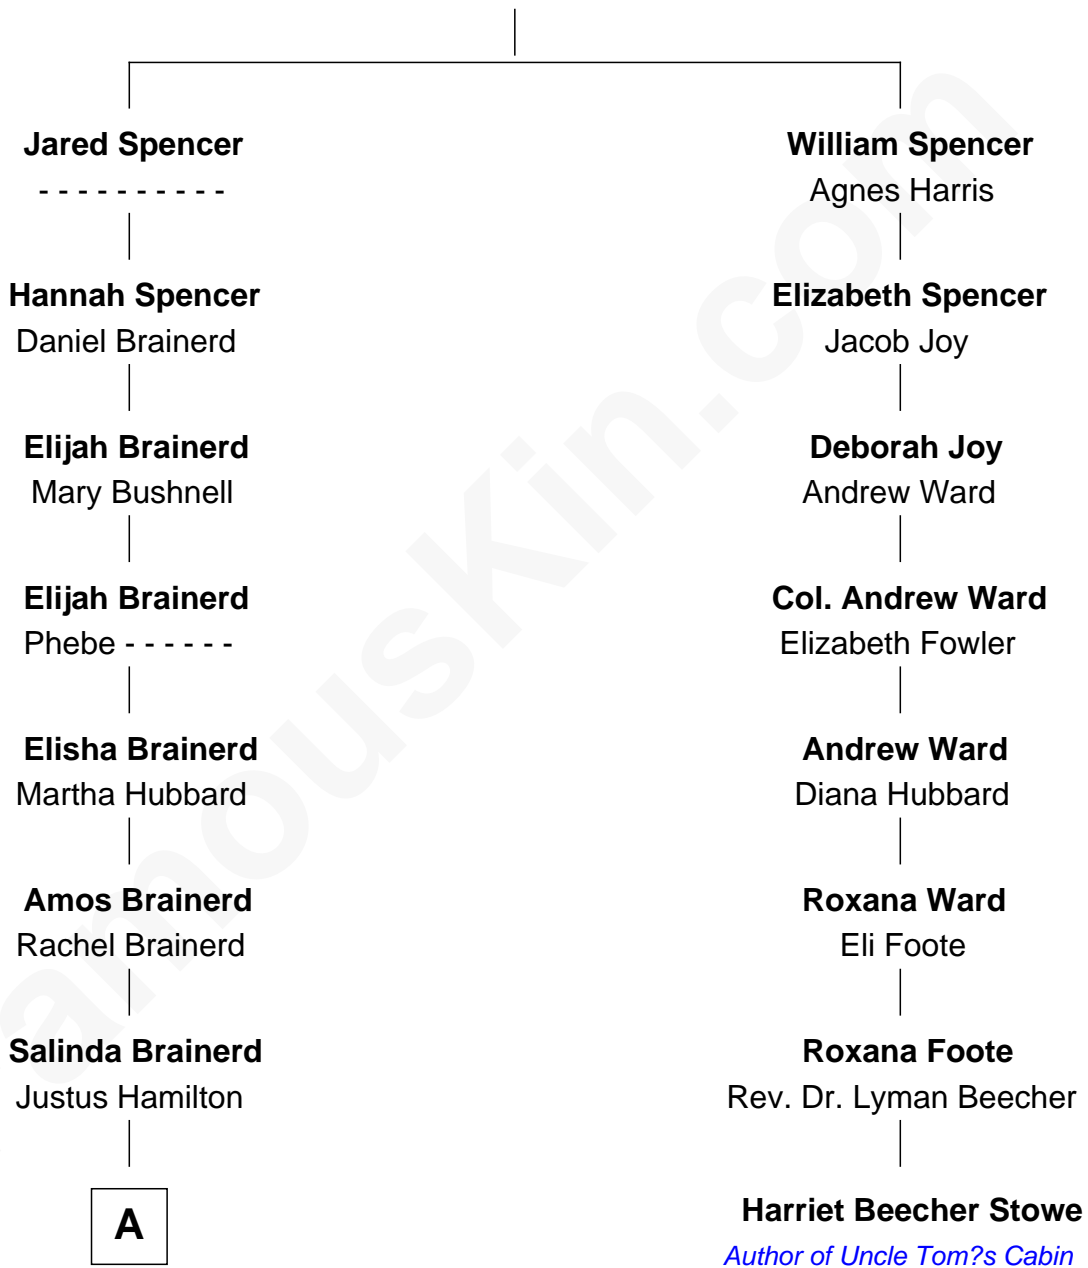 Jared Spencer
- - - - - - - - - -
Hannah Spencer
Daniel Brainerd
Elijah Brainerd
Mary Bushnell
Elijah Brainerd
Phebe - - - - - -
Elisha Brainerd
Martha Hubbard
Amos Brainerd
Rachel Brainerd
Salinda Brainerd
Justus Hamilton
A
William Spencer
Agnes Harris
Elizabeth Spencer
Jacob Joy
Deborah Joy
Andrew Ward
Col. Andrew Ward
Elizabeth Fowler
Andrew Ward
Diana Hubbard
Roxana Ward
Eli Foote
Roxana Foote
Rev. Dr. Lyman Beecher
Harriet Beecher Stowe
Author of Uncle Tom?s Cabin
amousKin.com